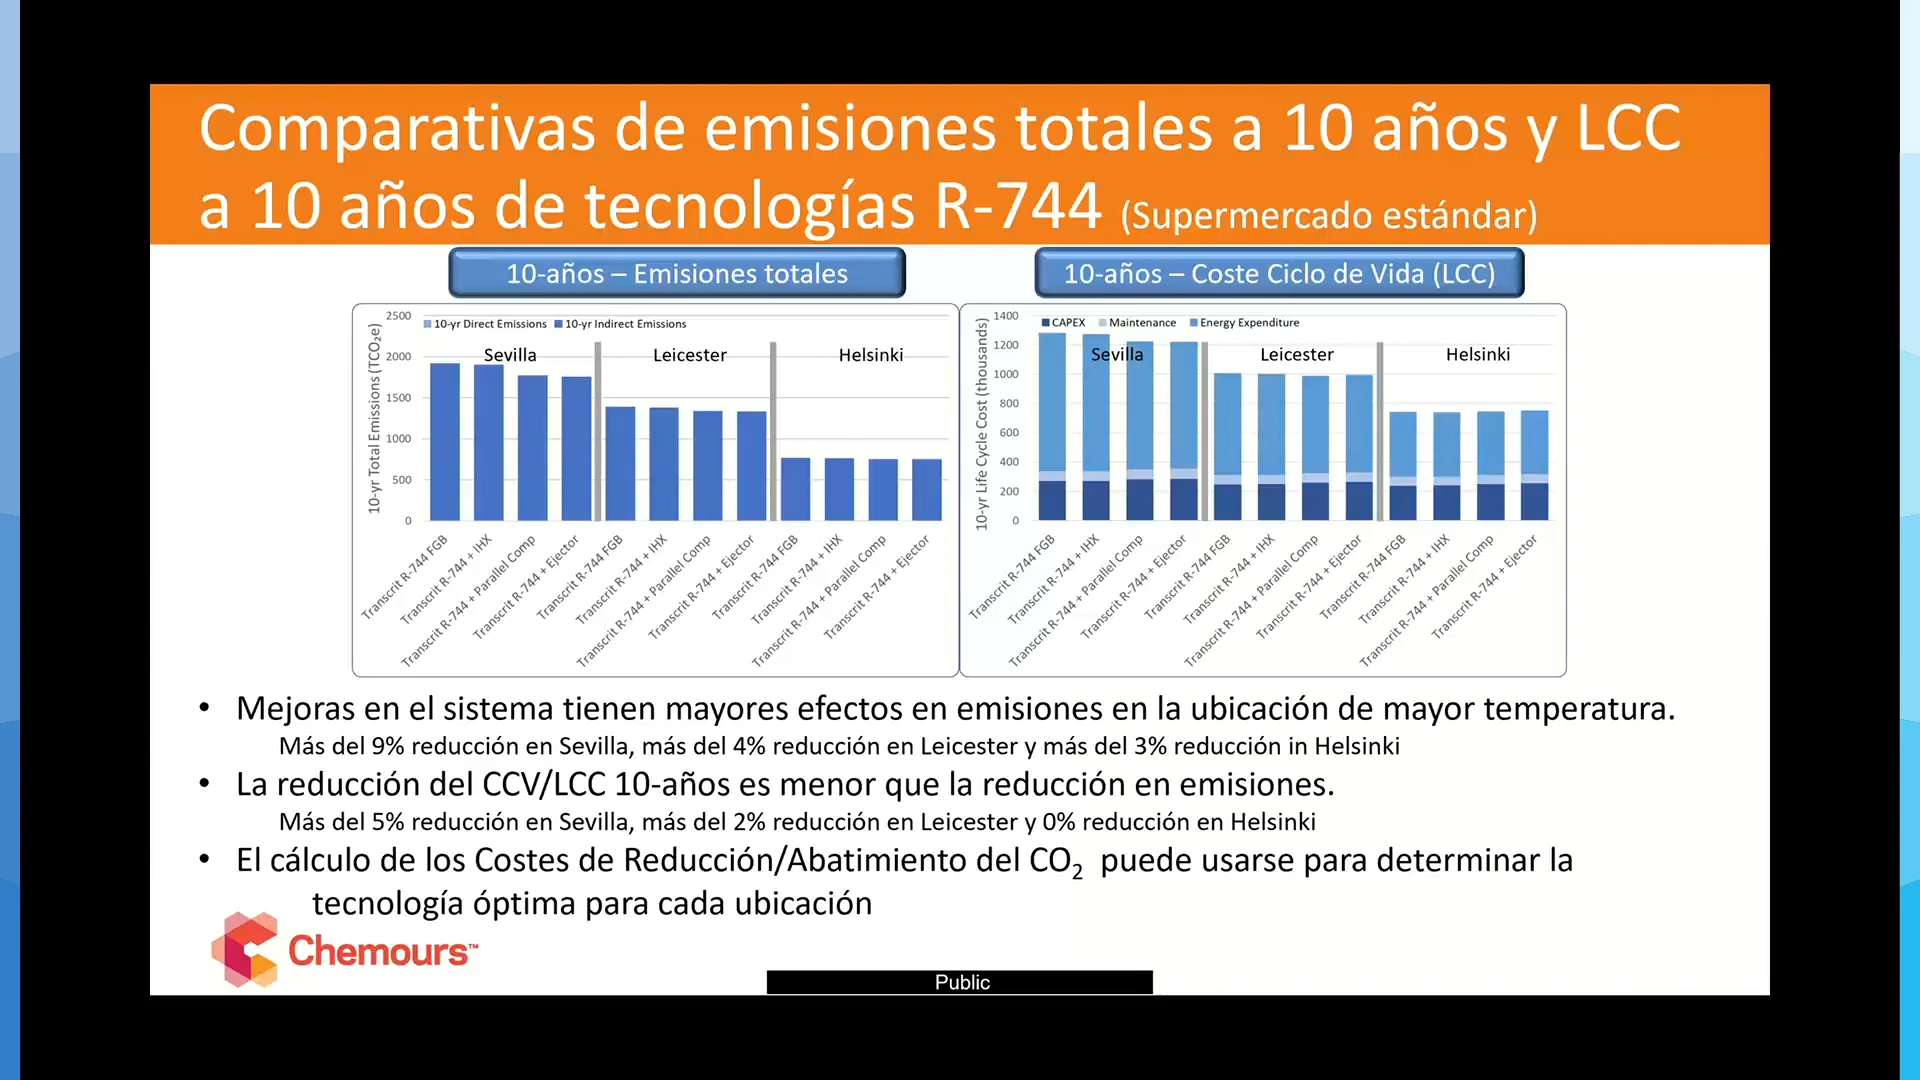 Comparativas de emisiones totales a 10 años y LCC
a 10 años de tecnologías R-744 (Supermercado estándar)
10-años – Emisiones totales
10-yr Direct Emissions
10-yr Indirect Emissions
10-yr Total Emissions (TCO₂e)
2500
2000
1500
1000
500
0
Sevilla
Leicester
Helsinki
Transcrit R-744 FGB
Transcrit R-744 + IHX
Transcrit R-744 + Parallel Comp
Transcrit R-744 + Ejector
Transcrit R-744 FGB
Transcrit R-744 + IHX
Transcrit R-744 + Parallel Comp
Transcrit R-744 + Ejector
Transcrit R-744 FGB
Transcrit R-744 + IHX
Transcrit R-744 + Parallel Comp
Transcrit R-744 + Ejector
10-años – Coste Ciclo de Vida (LCC)
CAPEX
Maintenance
Energy Expenditure
10-yr Life Cycle Cost (thousands)
1400
1200
1000
800
600
400
200
0
Sevilla
Leicester
Helsinki
Transcrit R-744 FGB
Transcrit R-744 + IHX
Transcrit R-744 + Parallel Comp
Transcrit R-744 + Ejector
Transcrit R-744 FGB
Transcrit R-744 + IHX
Transcrit R-744 + Parallel Comp
Transcrit R-744 + Ejector
Transcrit R-744 FGB
Transcrit R-744 + IHX
Transcrit R-744 + Parallel Comp
Transcrit R-744 + Ejector
• Mejoras en el sistema tienen mayores efectos en emisiones en la ubicación de mayor temperatura.
Más del 9% reducción en Sevilla, más del 4% reducción en Leicester y más del 3% reducción in Helsinki
• La reducción del CCV/LCC 10-años es menor que la reducción en emisiones.
Más del 5% reducción en Sevilla, más del 2% reducción en Leicester y 0% reducción en Helsinki
• El cálculo de los Costes de Reducción/Abatimiento del CO₂ puede usarse para determinar la
tecnología óptima para cada ubicación
Chemours™
Public